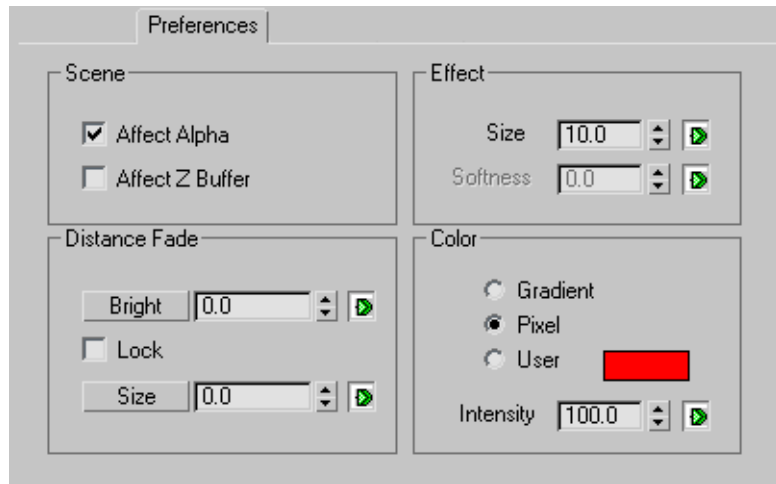 Preferences
Scene
Affect Alpha
Affect Z Buffer
Effect
Size 10.0
Softness 0.0
Distance Fade
Bright 0.0
Lock
Size 0.0
Color
Gradient
Pixel
User
Intensity 100.0